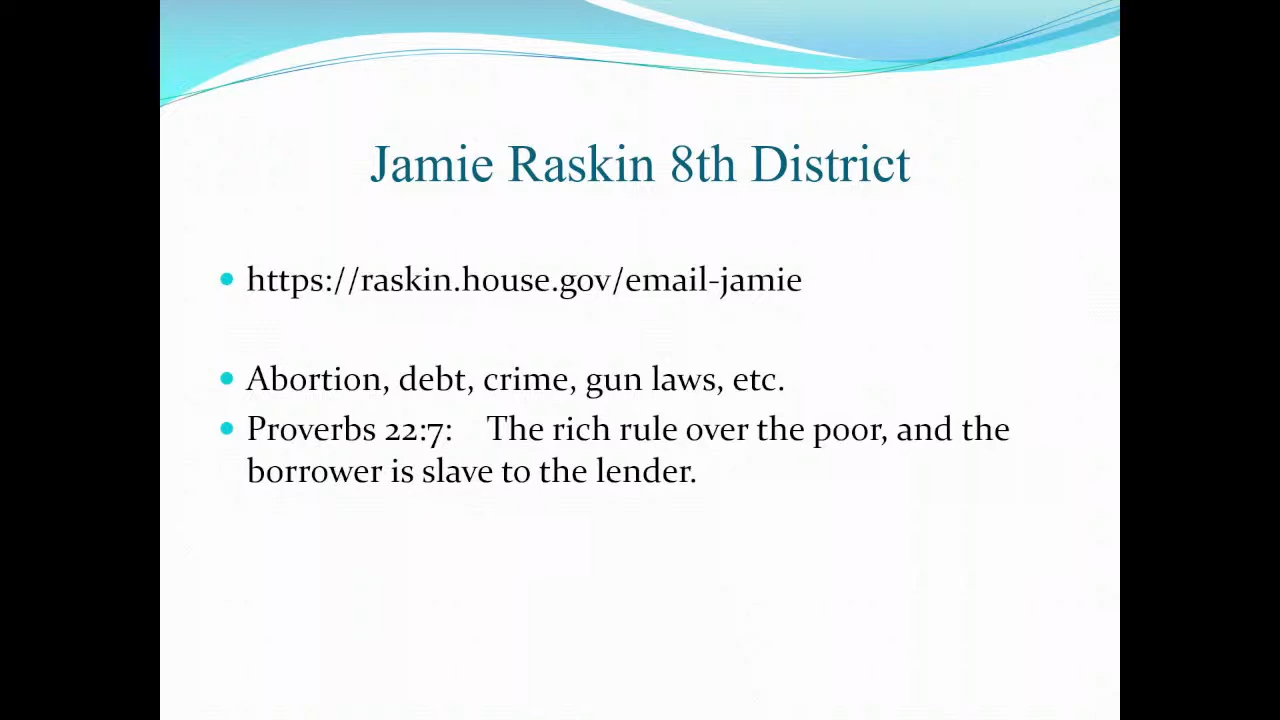 Jamie Raskin 8th District
• https://raskin.house.gov/email-jamie
• Abortion, debt, crime, gun laws, etc.
• Proverbs 22:7: The rich rule over the poor, and the
borrower is slave to the lender.